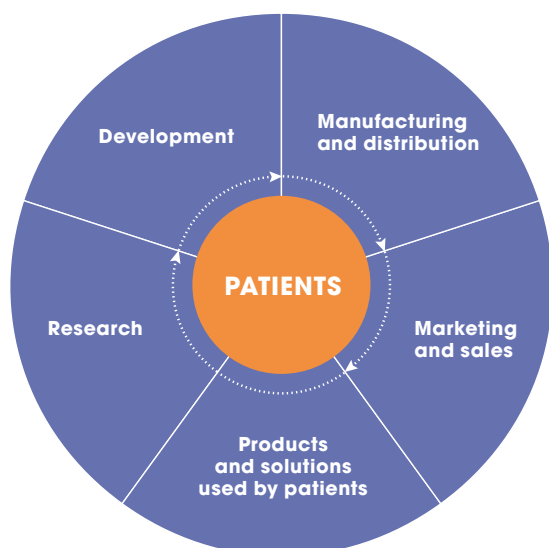 Development
Manufacturing
and distribution
PATIENTS
Research
Marketing
and sales
Products
and solutions
used by patients